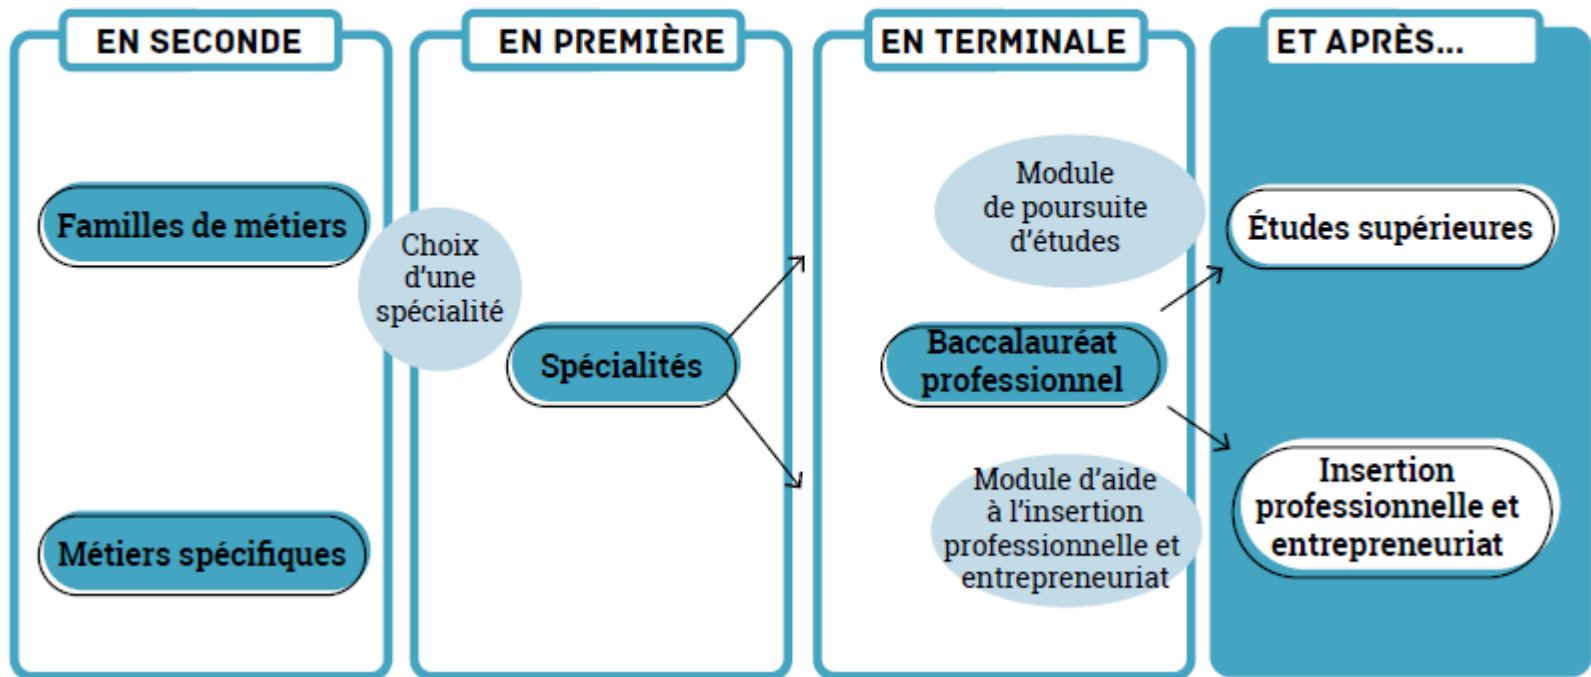 EN SECONDE
EN PREMIÈRE
EN TERMINALE
ET APRÈS...
Familles de métiers
Métiers spécifiques
Choix
d'une
spécialité
Spécialités
Module
de poursuite
d'études
Baccalauréat
professionnel
Module d'aide
à l'insertion
professionnelle et
entrepreneuriat
Études supérieures
Insertion
professionnelle et
entrepreneuriat